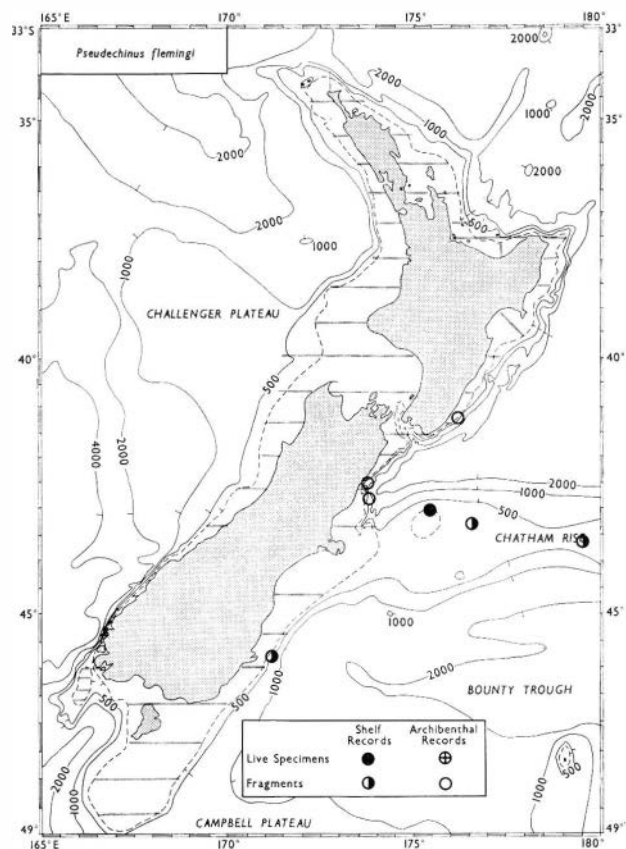 165°E 170° 175° 180°
33°S 33°
Pseudechinus flemingi
2000
2000
1000
2000
35° 35°
2000
1000
2000
2000
500
1000
1000
1000
CHALLENGER PLATEAU
40° 40°
500
4000
2000
2000
1000
500
CHATHAM RISE
45° 45°
1000
500
1000
2000
BOUNTY TROUGH
500
2000
1000
Shelf Records
Archibenthal Records
Live Specimens
Fragments
1000
500
CAMPBELL PLATEAU
49° 49°
165°E 170° 175° 180°